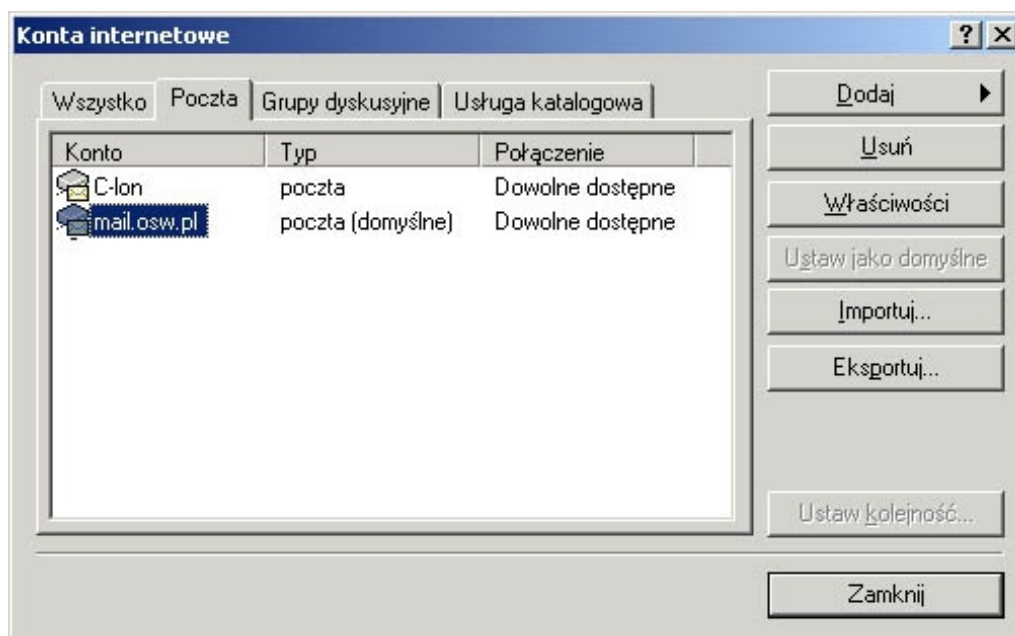 Konta internetowe
Wszystko Poczta Grupy dyskusyjne Usługa katalogowa
Konto Typ Połączenie
C-lon poczta Dowolne dostępne
mail.osw.pl poczta (domyślne) Dowolne dostępne
Dodaj
Usuń
Właściwości
Ustaw jako domyślne
Importuj...
Eksportuj...
Ustaw kolejność...
Zamknij